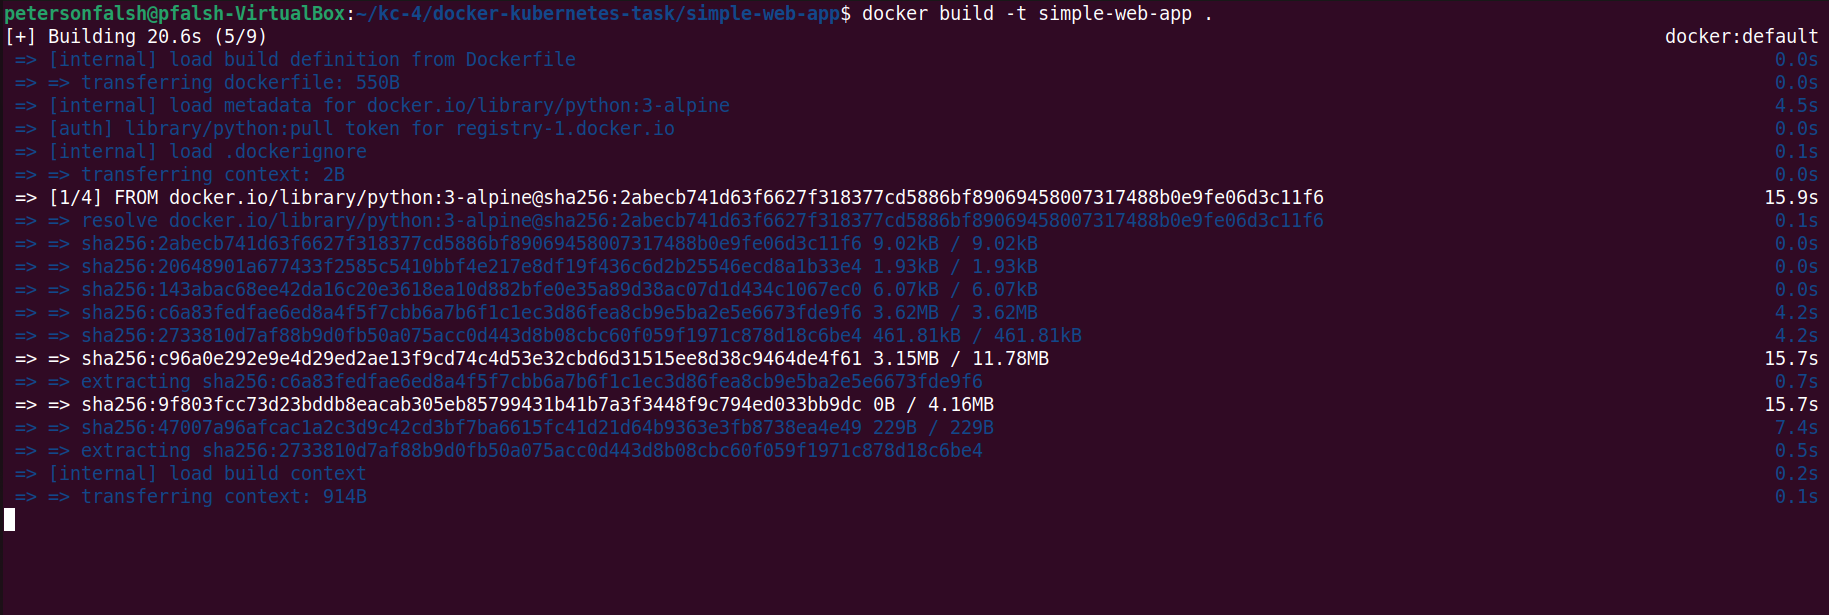 petersonfalsh@pfalsh-VirtualBox:~/kc-4/docker-kubernetes-task/simple-web-app$ docker build -t simple-web-app .
[+] Building 20.6s (5/9) docker:default
=> [internal] load build definition from Dockerfile 0.0s
=> => transferring dockerfile: 550B 0.0s
=> [internal] load metadata for docker.io/library/python:3-alpine 4.5s
=> [auth] library/python:pull token for registry-1.docker.io 0.0s
=> [internal] load .dockerignore 0.1s
=> => transferring context: 2B 0.0s
=> [1/4] FROM docker.io/library/python:3-alpine@sha256:2abecb741d63f6627f318377cd5886bf89069458007317488b0e9fe06d3c11f6 15.9s
=> => resolve docker.io/library/python:3-alpine@sha256:2abecb741d63f6627f318377cd5886bf89069458007317488b0e9fe06d3c11f6 0.1s
=> => sha256:2abecb741d63f6627f318377cd5886bf89069458007317488b0e9fe06d3c11f6 9.02kB / 9.02kB 0.0s
=> => sha256:20648901a677433f2585c5410bbf4e217e8df19f436c6d2b25546ecd8a1b33e4 1.93kB / 1.93kB 0.0s
=> => sha256:143abac68ee42da16c20e3618ea10d882bfe0e35a89d38ac07d1d434c1067ec0 6.07kB / 6.07kB 0.0s
=> => sha256:c6a83fedfae6ed8a4f5f7cbb6a7b6f1c1ec3d86fea8cb9e5ba2e5e6673fde9f6 3.62MB / 3.62MB 4.2s
=> => sha256:2733810d7af88b9d0fb50a075acc0d443d8b08cbc60f059f1971c878d18c6be4 461.81kB / 461.81kB 4.2s
=> => sha256:c96a0e292e9e4d29ed2ae13f9cd74c4d53e32cbd6d31515ee8d38c9464de4f61 3.15MB / 11.78MB 15.7s
=> => extracting sha256:c6a83fedfae6ed8a4f5f7cbb6a7b6f1c1ec3d86fea8cb9e5ba2e5e6673fde9f6 0.7s
=> => sha256:9f803fcc73d23bddb8eacab305eb85799431b41b7a3f3448f9c794ed033bb9dc 0B / 4.16MB 15.7s
=> => sha256:47007a96afcac1a2c3d9c42cd3bf7ba6615fc41d21d64b9363e3fb8738ea4e49 229B / 229B 7.4s
=> => extracting sha256:2733810d7af88b9d0fb50a075acc0d443d8b08cbc60f059f1971c878d18c6be4 0.5s
=> [internal] load build context 0.2s
=> => transferring context: 914B 0.1s